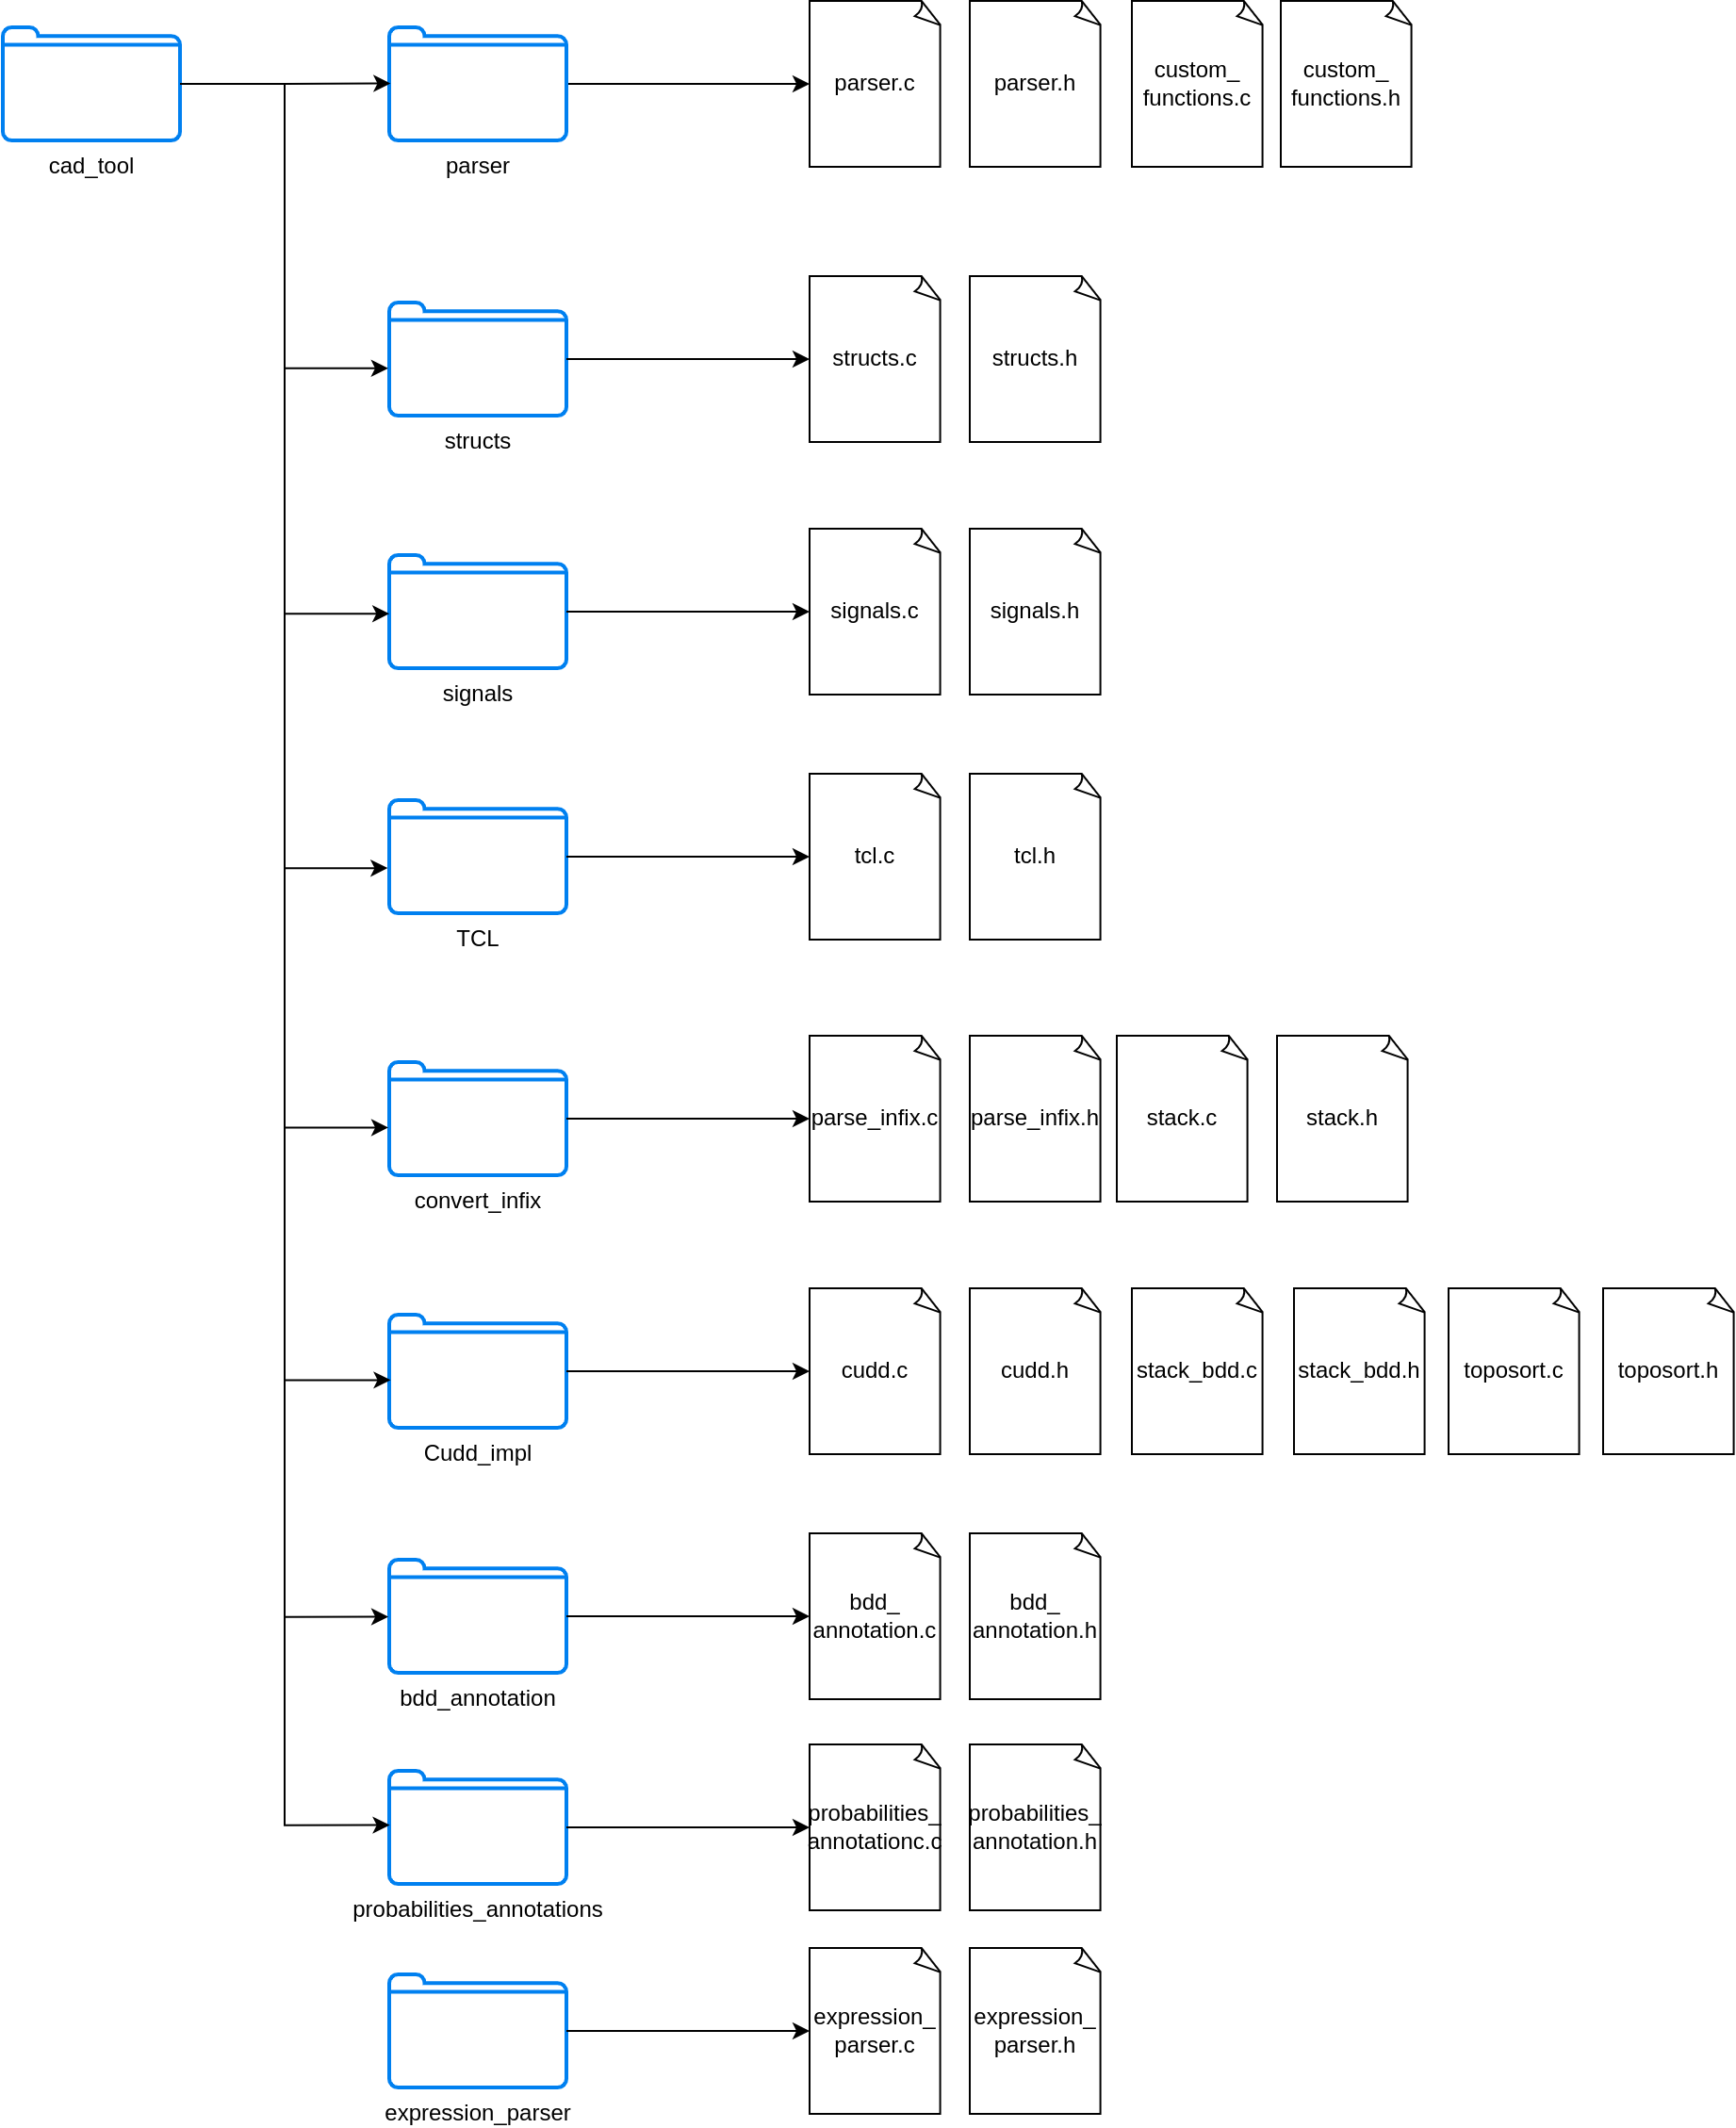 cad_tool
parser
parser.c
parser.h
custom_
functions.c
custom_
functions.h
structs
structs.c
structs.h
signals
signals.c
signals.h
TCL
tcl.c
tcl.h
convert_infix
parse_infix.c
parse_infix.h
stack.c
stack.h
Cudd_impl
cudd.c
cudd.h
stack_bdd.c
stack_bdd.h
toposort.c
toposort.h
bdd_annotation
bdd_
annotation.c
bdd_
annotation.h
probabilities_annotations
probabilities_
annotationc.c
probabilities_
annotation.h
expression_parser
expression_
parser.c
expression_
parser.h